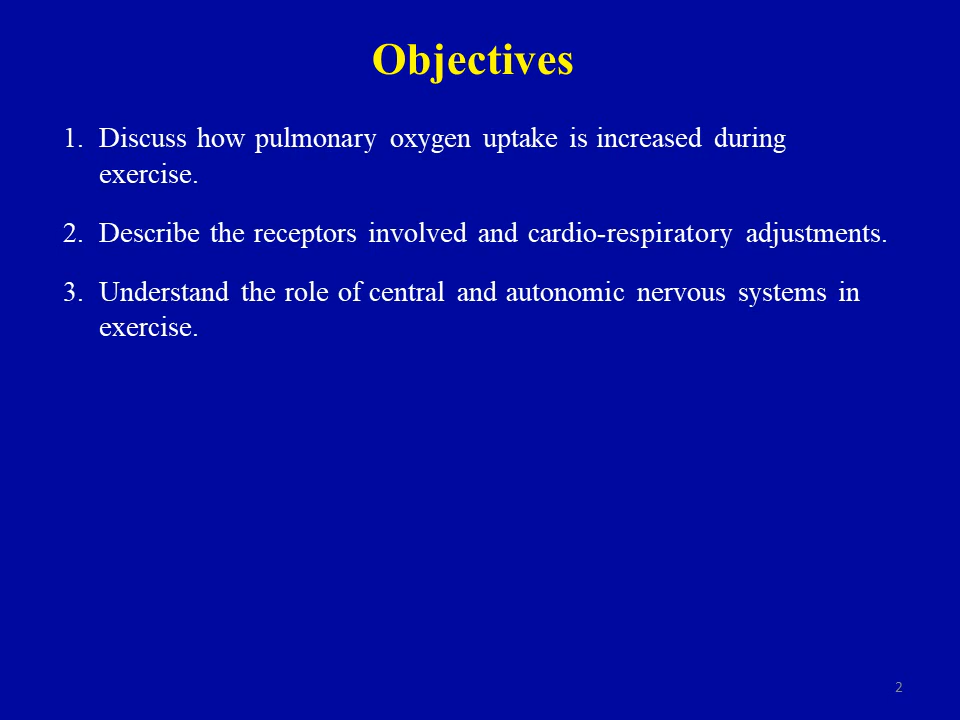 Objectives
1. Discuss how pulmonary oxygen uptake is increased during
exercise.
2. Describe the receptors involved and cardio-respiratory adjustments.
3. Understand the role of central and autonomic nervous systems in
exercise.
2